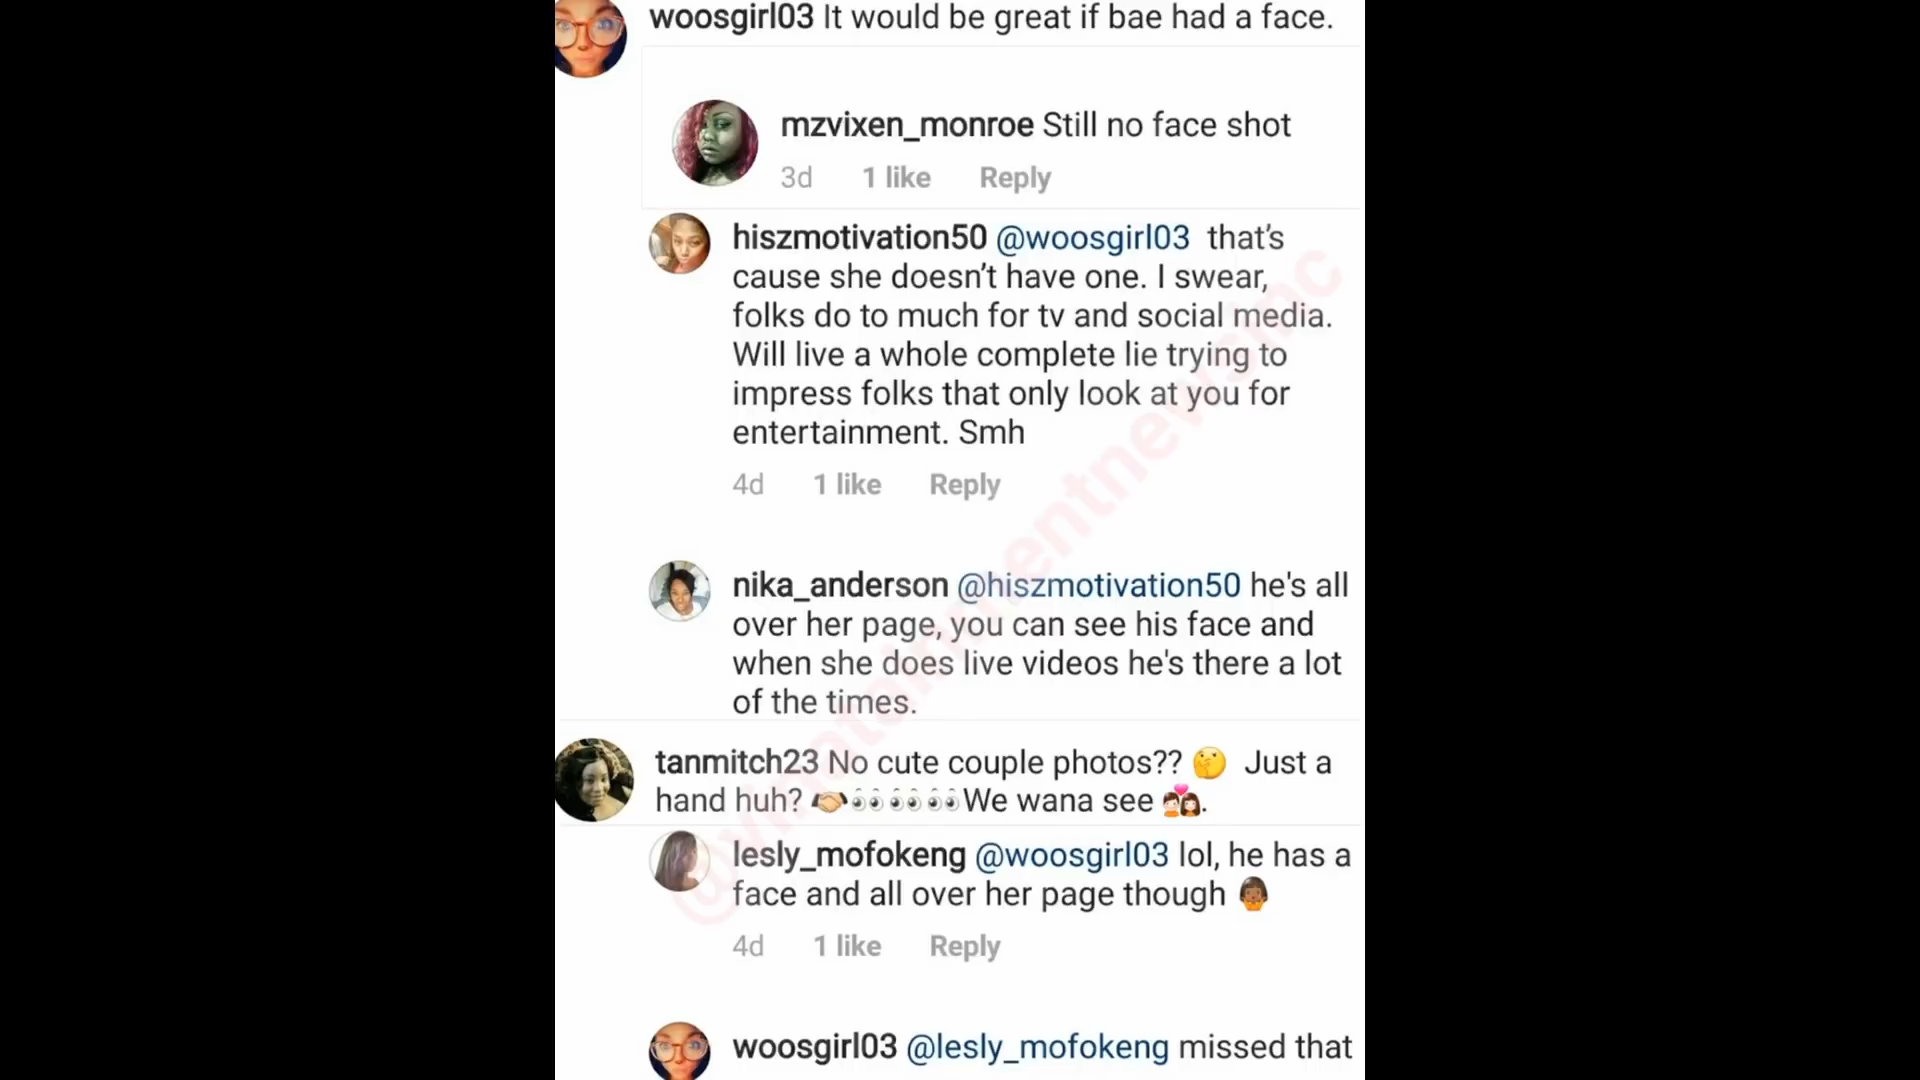 woosgirl03 It would be great if bae had a face.
mzvixen_monroe Still no face shot
3d 1 like Reply
hiszmotivation50 @woosgirl03 that’s
cause she doesn’t have one. I swear,
folks do to much for tv and social media.
Will live a whole complete lie trying to
impress folks that only look at you for
entertainment. Smh
4d 1 like Reply
nika_anderson @hiszmotivation50 he's all
over her page, you can see his face and
when she does live videos he's there a lot
of the times.
tanmitch23 No cute couple photos?? 🤔 Just a
hand huh? 🤝👀👀👀We wana see 💑.
lesly_mofokeng @woosgirl03 lol, he has a
face and all over her page though 🤷🏾
4d 1 like Reply
woosgirl03 @lesly_mofokeng missed that